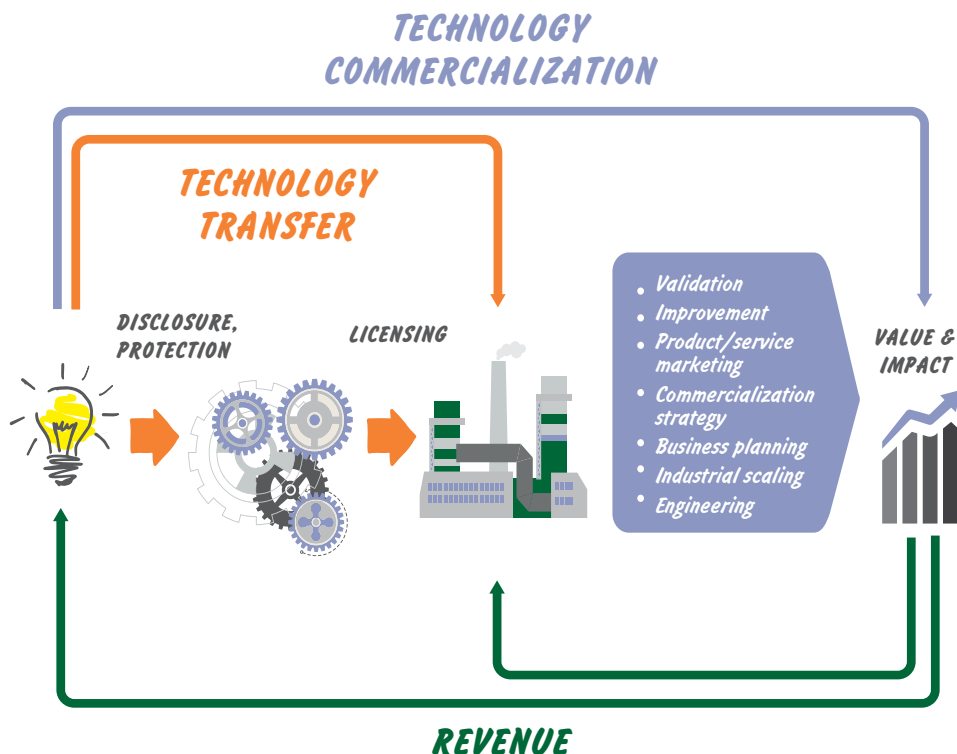 TECHNOLOGY
COMMERCIALIZATION
TECHNOLOGY
TRANSFER
DISCLOSURE,
PROTECTION
LICENSING
• Validation
• Improvement
• Product/service
marketing
• Commercialization
strategy
• Business planning
• Industrial scaling
• Engineering
VALUE &
IMPACT
REVENUE